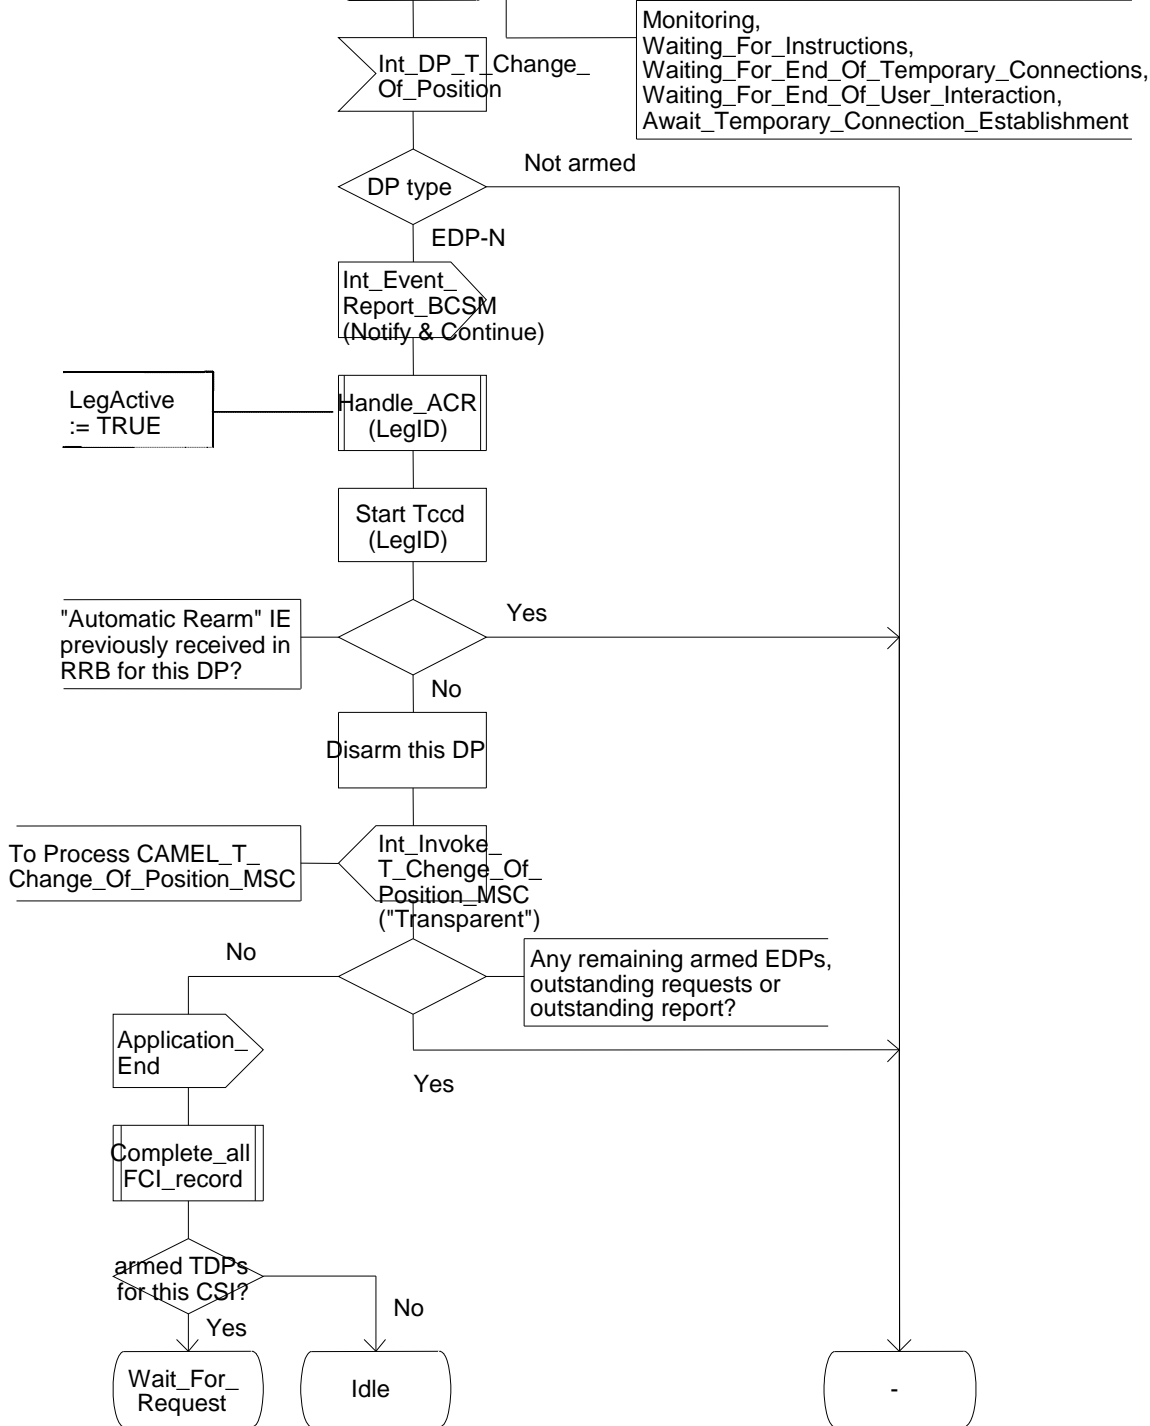 Monitoring,
Waiting_For_Instructions,
Waiting_For_End_Of_Temporary_Connections,
Waiting_For_End_Of_User_Interaction,
Await_Temporary_Connection_Establishment
Int_DP_T_Change_
Of_Position
Not armed
DP type
EDP-N
Int_Event_
Report_BCSM
(Notify & Continue)
LegActive
:= TRUE
Handle_ACR
(LegID)
Start Tccd
(LegID)
"Automatic Rearm" IE
previously received in
RRB for this DP?
Yes
No
Disarm this DP
To Process CAMEL_T_
Change_Of_Position_MSC
Int_Invoke_
T_Chenge_Of_
Position_MSC
("Transparent")
No
Any remaining armed EDPs,
outstanding requests or
outstanding report?
Yes
Application_
End
Complete_all
FCI_record
armed TDPs
for this CSI?
No
Yes
Wait_For_
Request
Idle
-